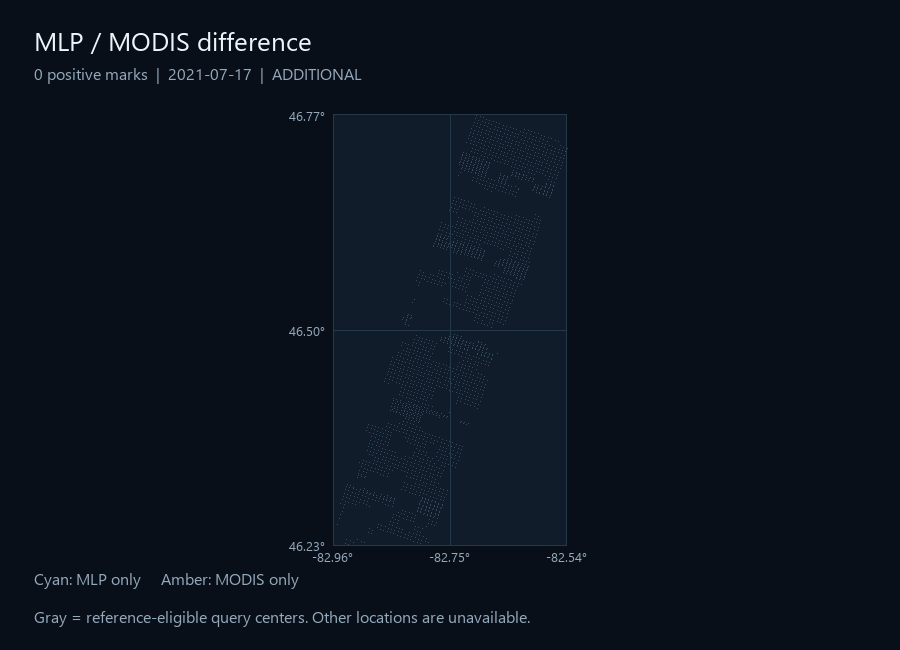 MLP / MODIS difference
0 positive marks | 2021-07-17 | ADDITIONAL
46.77°
46.50°
46.23°
-82.96° -82.75° -82.54°
Cyan: MLP only Amber: MODIS only
Gray = reference-eligible query centers. Other locations are unavailable.